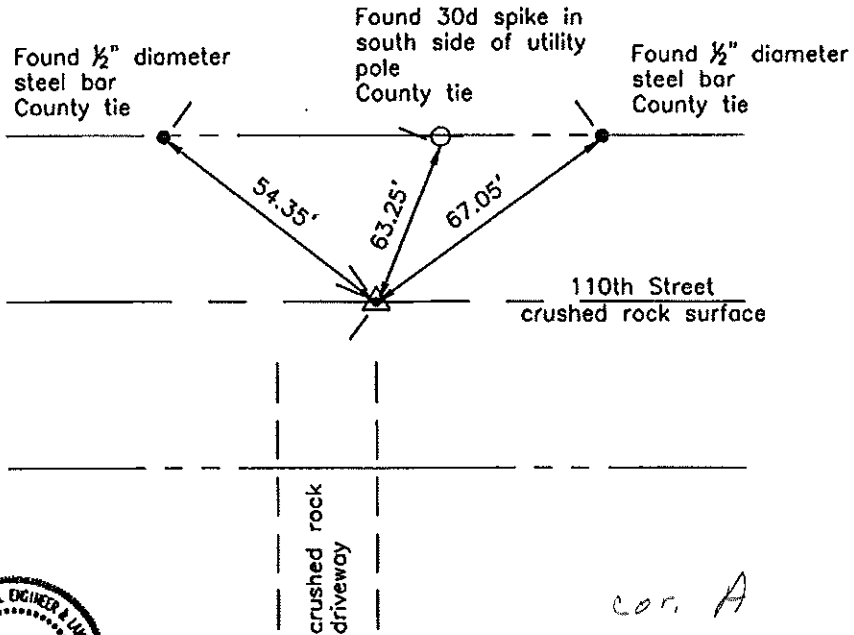 Found 30d spike in
south side of utility
pole
County tie
Found ½" diameter
steel bar
County tie
Found ½" diameter
steel bar
County tie
54.35'
63.25'
67.05'
110th Street
crushed rock surface
crushed rock
driveway
cor. A
ENGINEER &